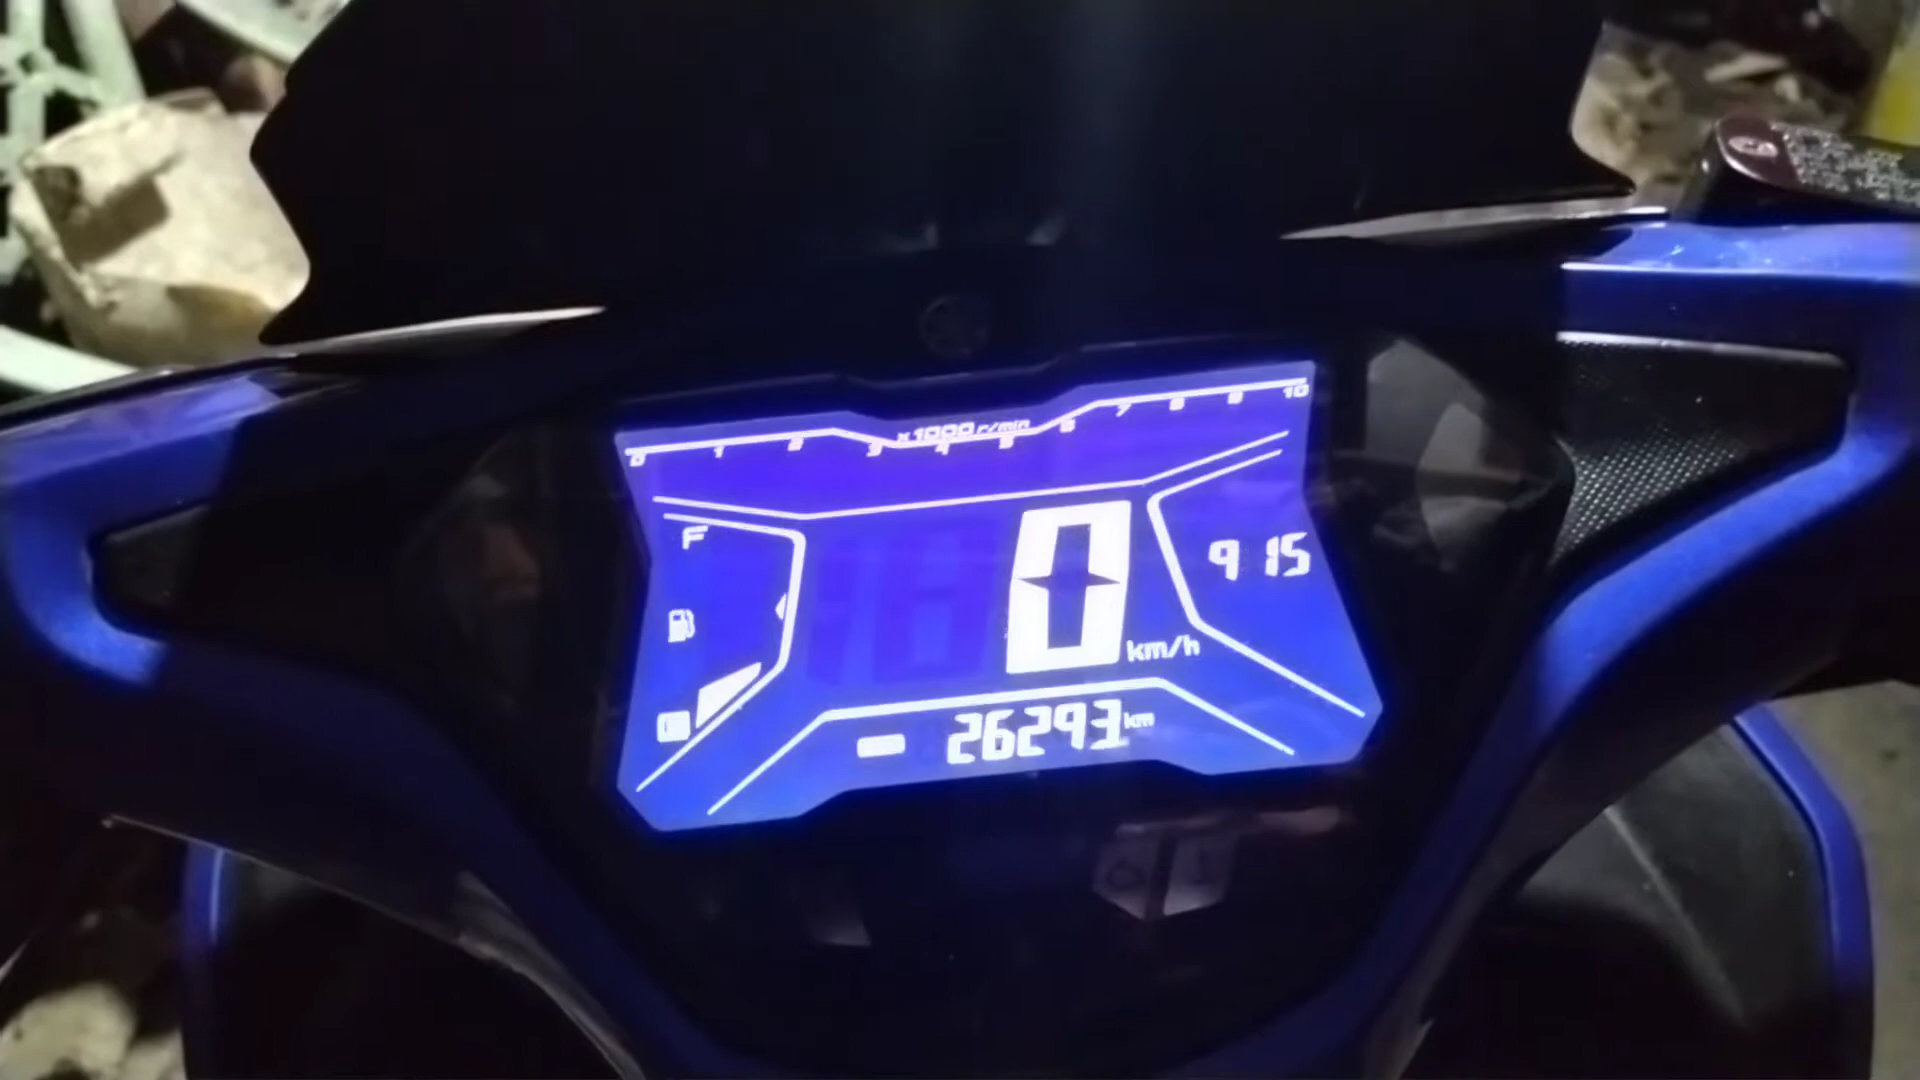 x1000 r/min
0 1 2 3 4 5 6 7 8 9 10
F
0 km/h
9 15
26293 km